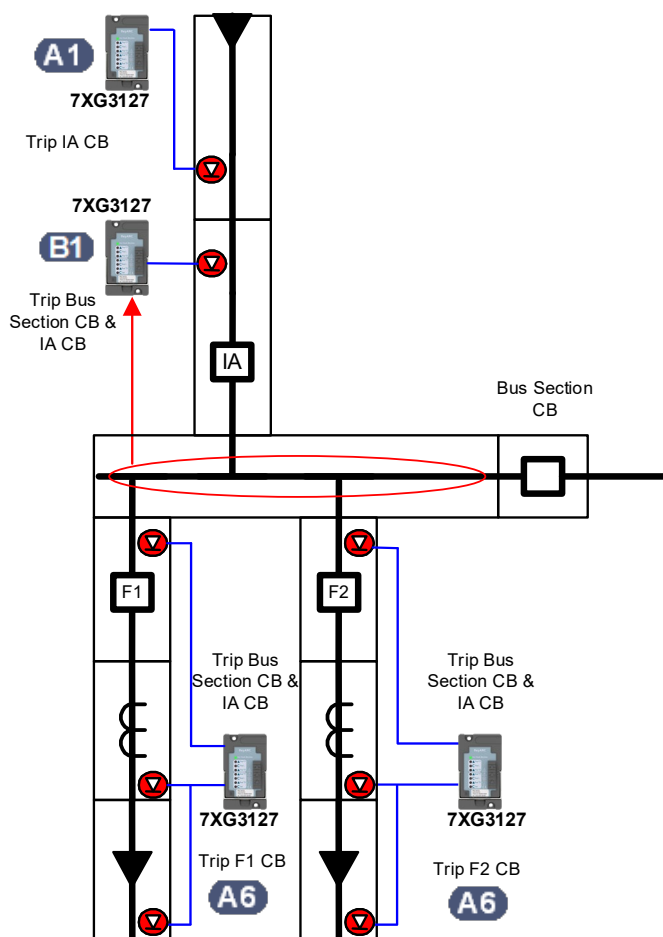 A1
7XG3127
Trip IA CB
7XG3127
B1
Trip Bus
Section CB &
IA CB
IA
Bus Section
CB
F1
F2
Trip Bus
Section CB &
IA CB
Trip Bus
Section CB &
IA CB
7XG3127
7XG3127
Trip F1 CB
Trip F2 CB
A6
A6